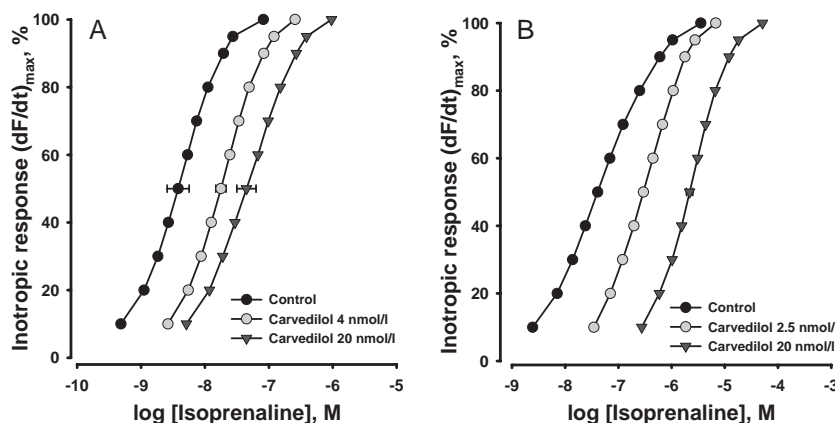 A
Inotropic response (dF/dt)max, %
100
80
60
40
20
0
Control
Carvedilol 4 nmol/l
Carvedilol 20 nmol/l
-10 -9 -8 -7 -6 -5
log [Isoprenaline], M
B
Inotropic response (dF/dt)max, %
100
80
60
40
20
0
Control
Carvedilol 2.5 nmol/
Carvedilol 20 nmol/l
-9 -8 -7 -6 -5 -4 -3
log [Isoprenaline], M